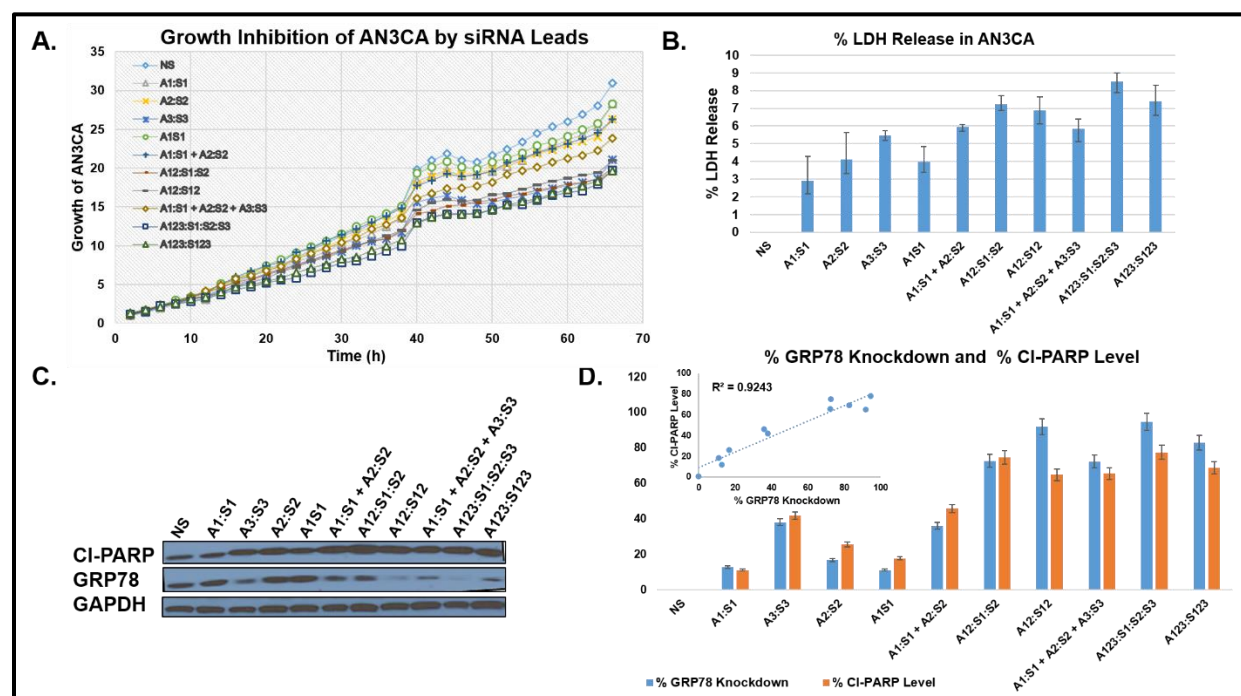 A.
Growth Inhibition of AN3CA by siRNA Leads
Growth of AN3CA
35
30
25
20
15
10
5
0
NS
A1:S1
A2:S2
A3:S3
A1S1
A1:S1 + A2:S2
A12:S1:S2
A12:S12
A1:S1 + A2:S2 + A3:S3
A123:S1:S2:S3
A123:S123
0 10 20 30 40 50 60 70
Time (h)
B.
% LDH Release in AN3CA
% LDH Release
10
9
8
7
6
5
4
3
2
1
0
NS
A1:S1
A2:S2
A3:S3
A1S1
A1:S1 + A2:S2
A12:S1:S2
A12:S12
A1:S1 + A2:S2 + A3:S3
A123:S1:S2:S3
A123:S123
C.
NS
A1:S1
A3:S3
A2:S2
A1S1
A1:S1 + A2:S2
A12:S1:S2
A12:S12
A1:S1 + A2:S2 + A3:S3
A123:S1:S2:S3
A123:S123
Cl-PARP
GRP78
GAPDH
D.
% GRP78 Knockdown and % Cl-PARP Level
120
100
80
60
40
20
0
R² = 0.9243
% Cl-PARP Level
100
80
60
40
20
0
0 20 40 60 80 100
% GRP78 Knockdown
NS
A1:S1
A3:S3
A2:S2
A1S1
A1:S1 + A2:S2
A12:S1:S2
A12:S12
A1:S1 + A2:S2 + A3:S3
A123:S1:S2:S3
A123:S123
% GRP78 Knockdown
% Cl-PARP Level